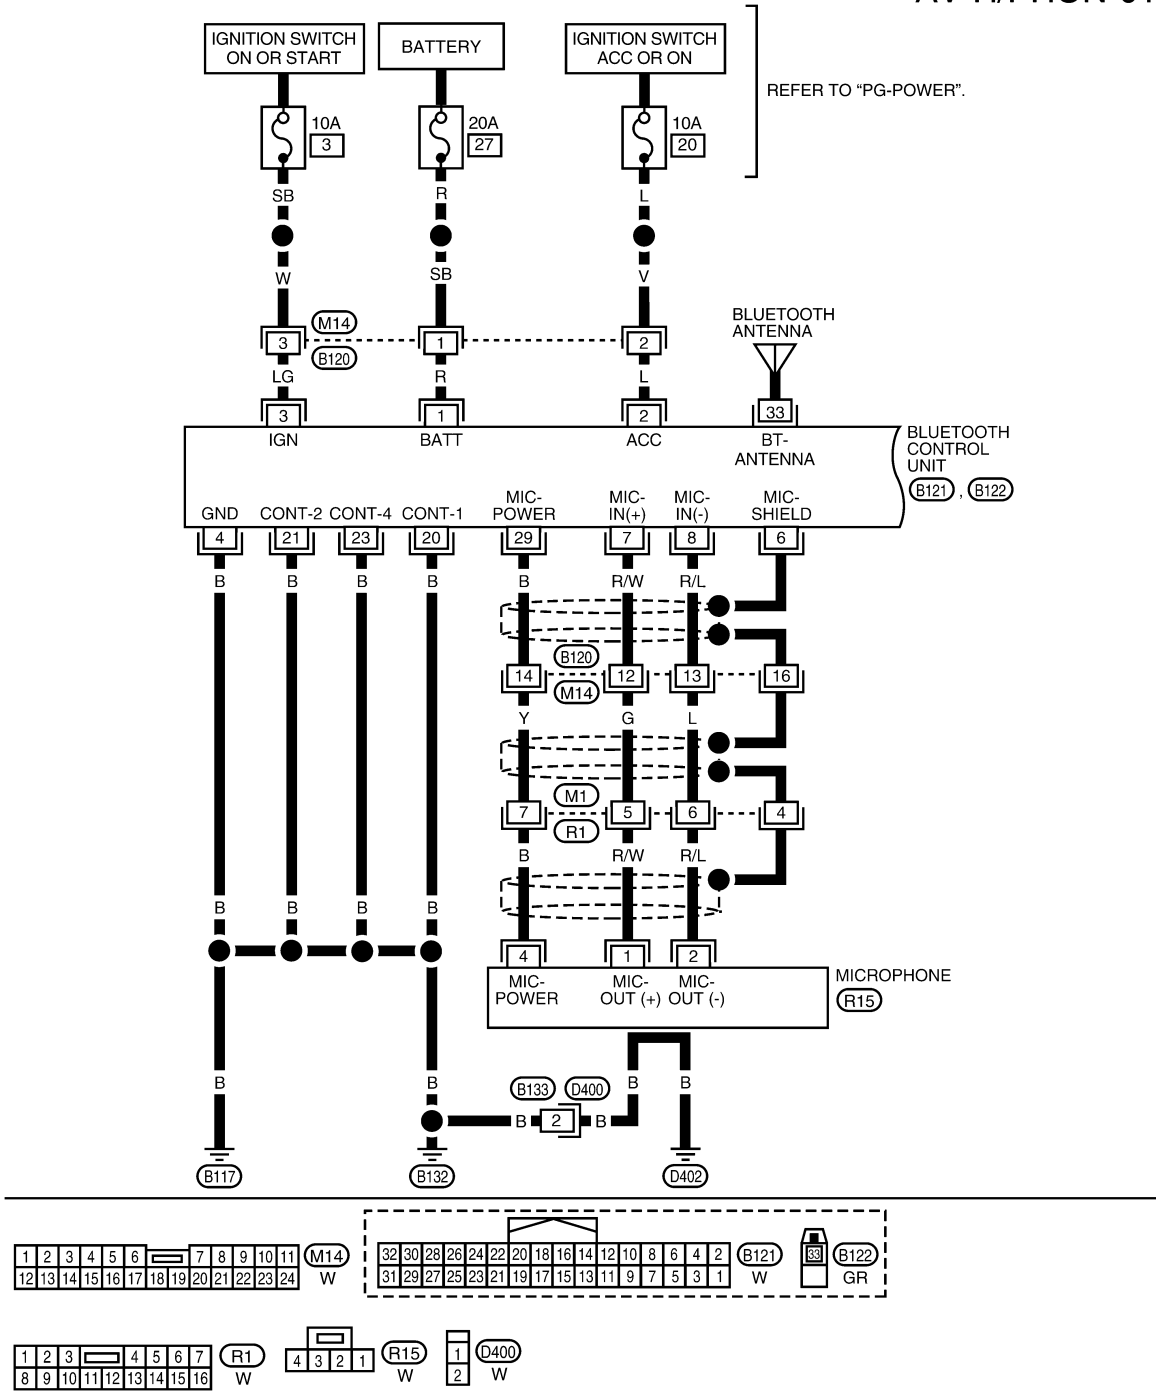 IGNITION SWITCH
ON OR START
BATTERY
IGNITION SWITCH
ACC OR ON
REFER TO “PG-POWER”.
10A
3
20A
27
10A
20
SB
R
L
W
SB
V
BLUETOOTH
ANTENNA
M14
3
1
2
B120
LG
R
L
3
1
2
33
IGN
BATT
ACC
BT-
ANTENNA
BLUETOOTH
CONTROL
UNIT
B121 , B122
GND
CONT-2
CONT-4
CONT-1
MIC-
POWER
MIC-
IN(+)
MIC-
IN(-)
MIC-
SHIELD
4
21
23
20
29
7
8
6
B
B
B
B
B
R/W
R/L
B120
14
12
13
16
M14
Y
G
L
M1
7
5
6
4
R1
B
R/W
R/L
B
B
B
B
4
1
2
MIC-
POWER
MIC-
OUT (+)
MIC-
OUT (-)
MICROPHONE
R15
B
B
B
B
B133
D400
B
2
B
B117
B132
D402
1 2 3 4 5 6 7 8 9 10 11
12 13 14 15 16 17 18 19 20 21 22 23 24
M14
W
32 30 28 26 24 22 20 18 16 14 12 10 8 6 4 2
31 29 27 25 23 21 19 17 15 13 11 9 7 5 3 1
B121
W
33
B122
GR
1 2 3 4 5 6 7
8 9 10 11 12 13 14 15 16
R1
W
4 3 2 1
R15
W
1
2
D400
W